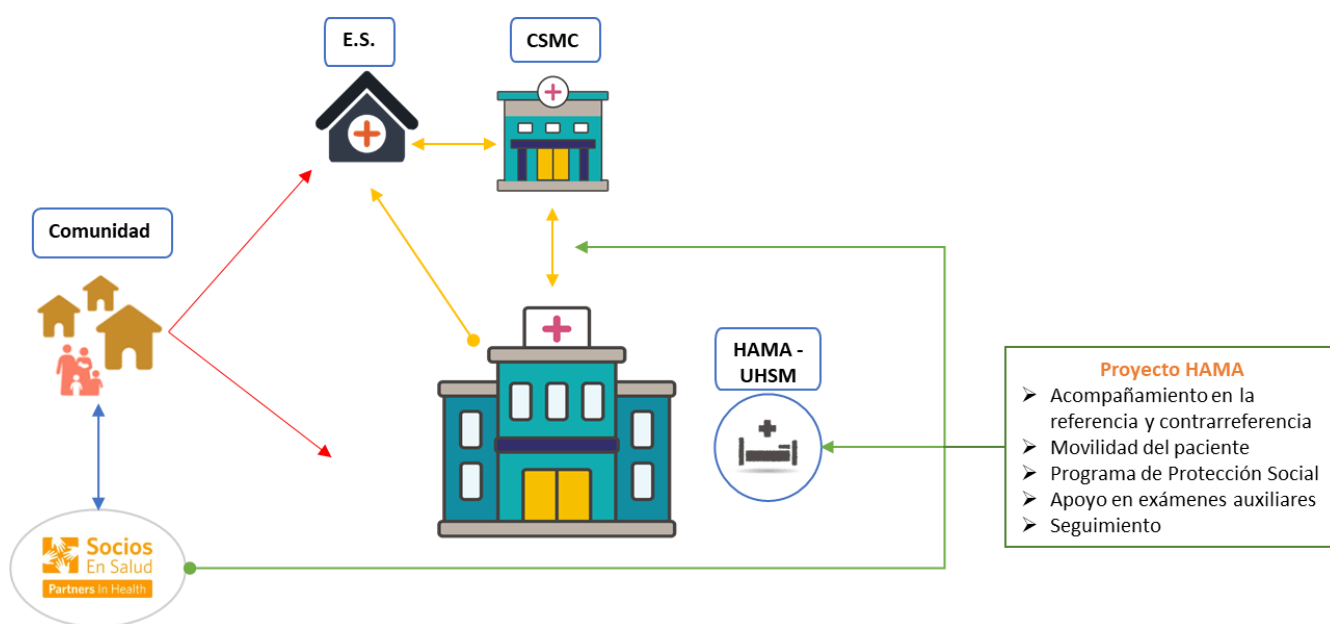 E.S.
CSMC
Comunidad
HAMA -
UHSM
Proyecto HAMA
➢ Acompañamiento en la
referencia y contrarreferencia
➢ Movilidad del paciente
➢ Programa de Protección Social
➢ Apoyo en exámenes auxiliares
➢ Seguimiento
Socios
En Salud
Partners In Health